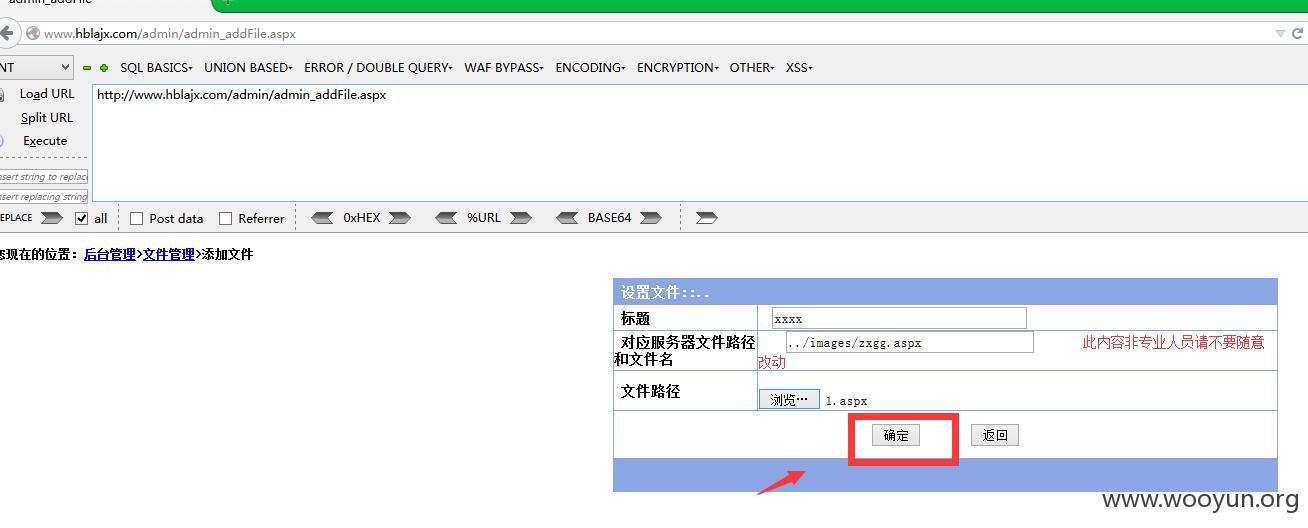 admin_addFile
www.hblajx.com/admin/admin_addFile.aspx
NT SQL BASICS UNION BASED ERROR / DOUBLE QUERY WAF BYPASS ENCODING ENCRYPTION OTHER XSS
Load URL
http://www.hblajx.com/admin/admin_addFile.aspx
Split URL
Execute
nsert string to replac
nsert replacing string
EPLACE all Post data Referrer 0xHEX %URL BASE64
您现在的位置：后台管理>文件管理>添加文件
设置文件::..
标题 xxxx
对应服务器文件路径 ../images/zxgg.aspx 此内容非专业人员请不要随意
和文件名 改动
文件路径 浏览… 1.aspx
确定 返回
www.wooyun.org